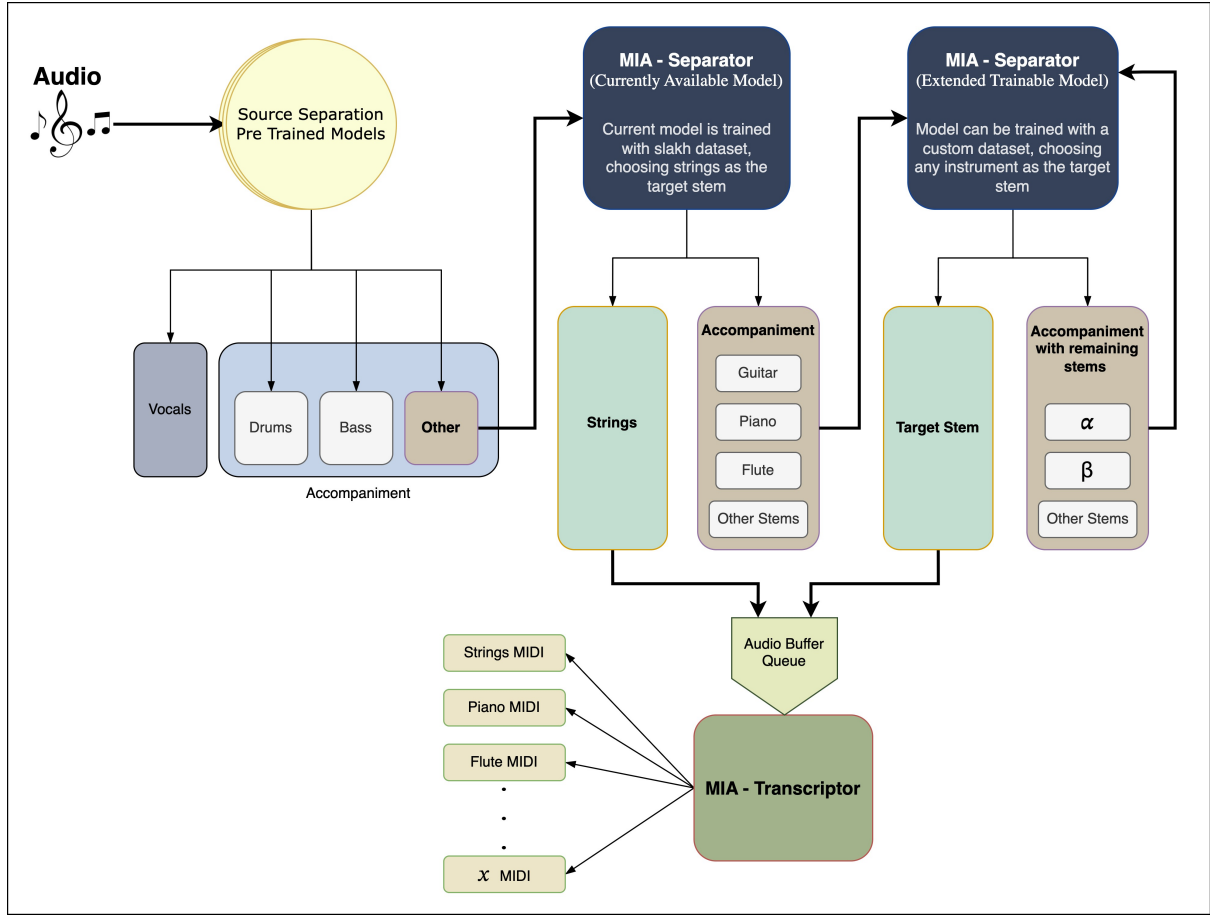 Audio
Source Separation
Pre Trained Models
MIA - Separator
(Currently Available Model)
Current model is trained
with slakh dataset,
choosing strings as the
target stem
MIA - Separator
(Extended Trainable Model)
Model can be trained with a
custom dataset, choosing
any instrument as the target
stem
Vocals
Drums
Bass
Other
Accompaniment
Strings
Accompaniment
Guitar
Piano
Flute
Other Stems
Target Stem
Accompaniment
with remaining
stems
α
β
Other Stems
Audio Buffer
Queue
Strings MIDI
Piano MIDI
Flute MIDI
.
.
.
x MIDI
MIA - Transcriptor